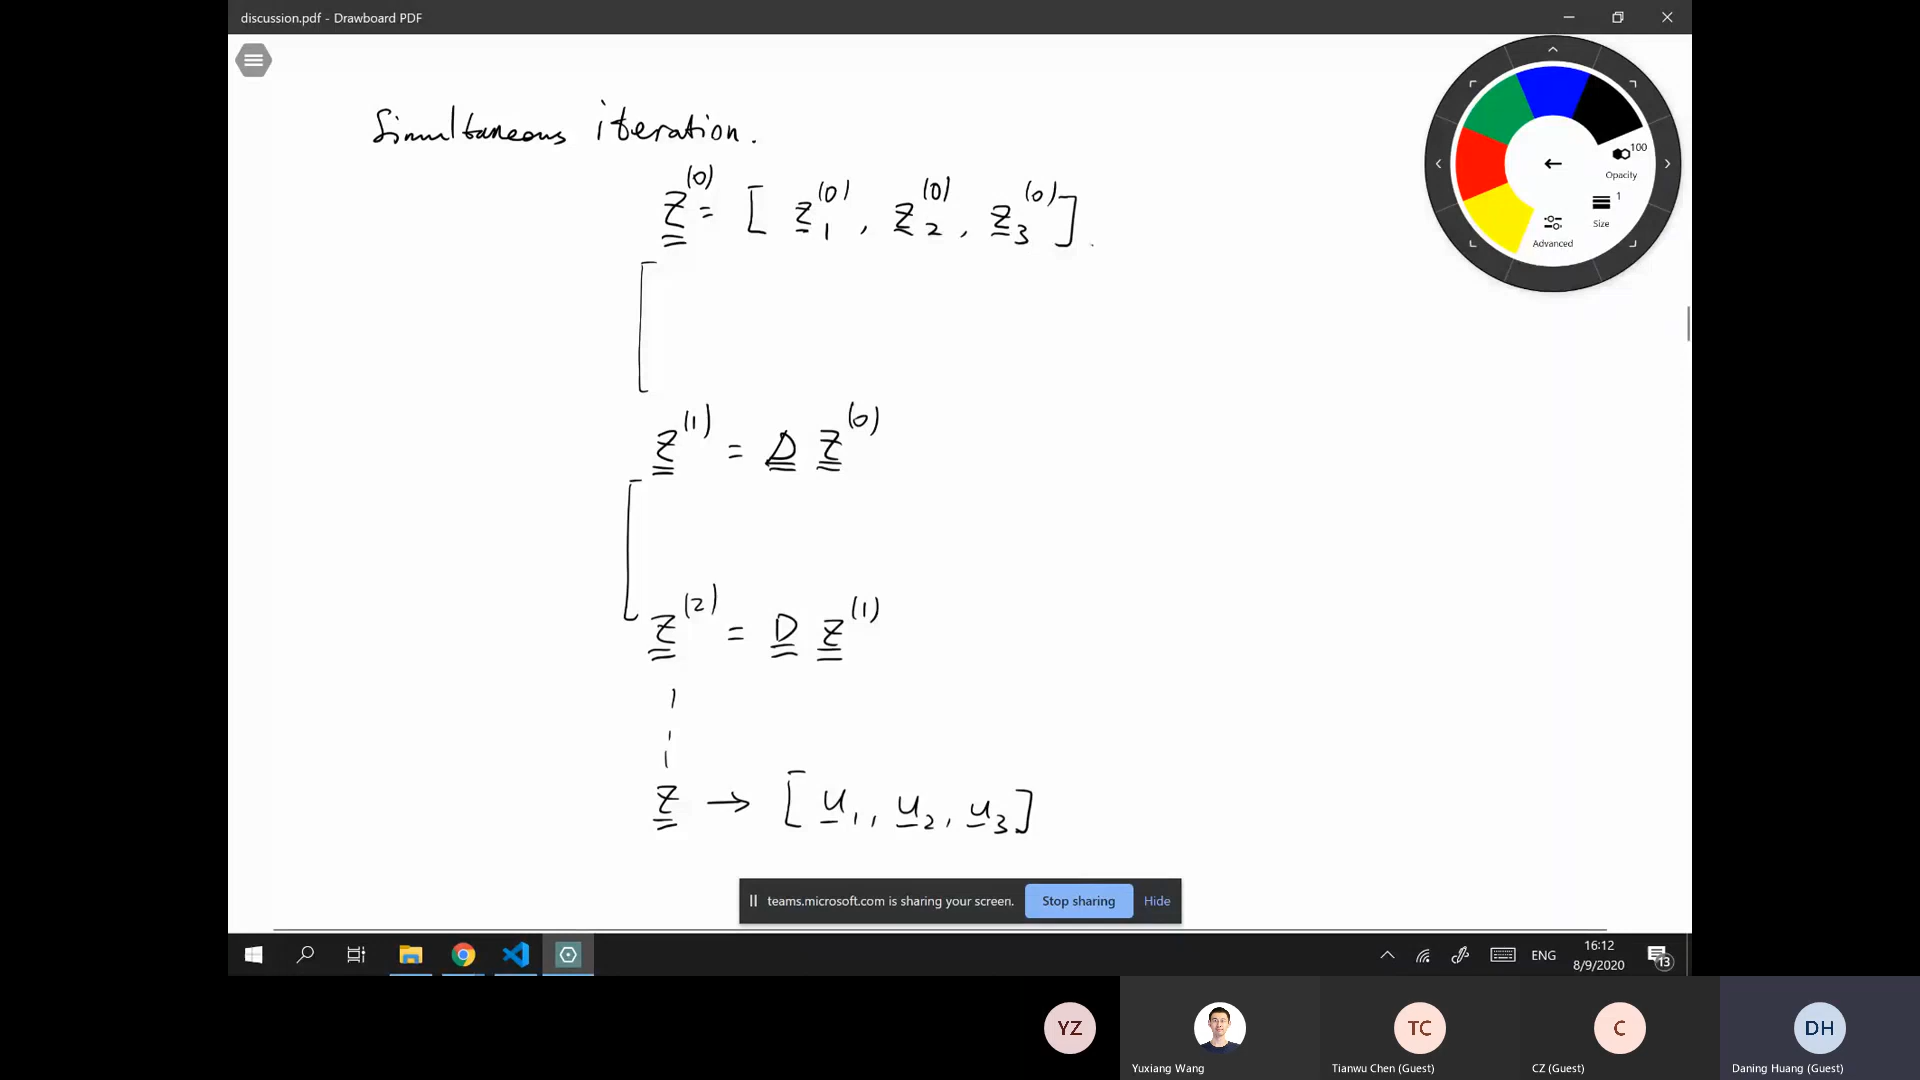 discussion.pdf - Drawboard PDF
Simultaneous iteration.
Z^(0) = [ z_1^(0), z_2^(0), z_3^(0) ].
100
Opacity
1
Size
Advanced
Z^(1) = D Z^(0)
Z^(2) = D Z^(1)
Z → [ u_1, u_2, u_3 ]
teams.microsoft.com is sharing your screen. Stop sharing Hide
ENG 16:12 13
8/9/2020
YZ TC C DH
Yuxiang Wang Tianwu Chen (Guest) CZ (Guest) Daning Huang (Guest)